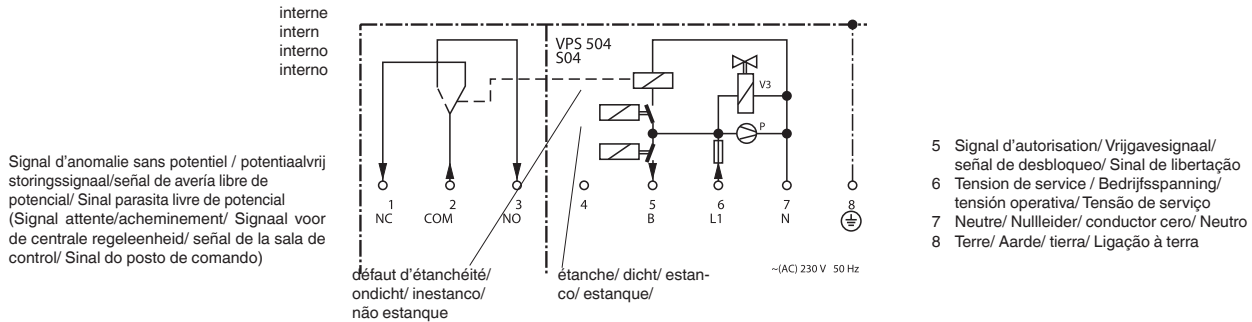 interne
intern
interno
interno
VPS 504
S04
V3
P
Signal d'anomalie sans potentiel / potentiaalvrij
storingssignaal/señal de avería libre de
potencial/ Sinal parasita livre de potencial
(Signal attente/acheminement/ Signaal voor
de centrale regeleenheid/ señal de la sala de
control/ Sinal do posto de comando)
1 2 3 4 5 6 7 8
NC COM NO B L1 N
défaut d'étanchéité/
ondicht/ inestanco/
não estanque
étanche/ dicht/ estan-
co/ estanque/
~(AC) 230 V 50 Hz
5 Signal d'autorisation/ Vrijgavesignaal/
señal de desbloqueo/ Sinal de libertação
6 Tension de service / Bedrijfsspanning/
tensión operativa/ Tensão de serviço
7 Neutre/ Nullleider/ conductor cero/ Neutro
8 Terre/ Aarde/ tierra/ Ligação à terra